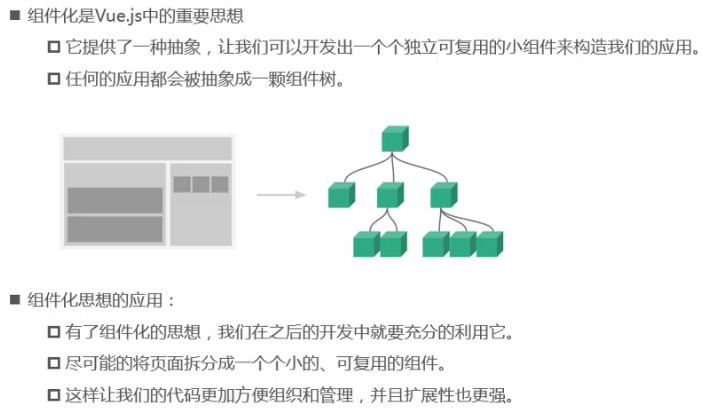 组件化是Vue.js中的重要思想
它提供了一种抽象，让我们可以开发出一个个独立可复用的小组件来构造我们的应用。
任何的应用都会被抽象成一颗组件树。
组件化思想的应用：
有了组件化的思想，我们在之后的开发中就要充分的利用它。
尽可能的将页面拆分成一个个小的、可复用的组件。
这样让我们的代码更加方便组织和管理，并且扩展性也更强。